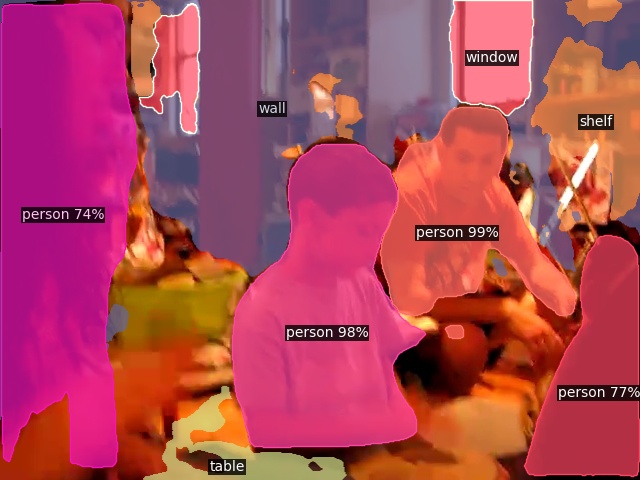 window
wall
shelf
person 74%
person 99%
person 98%
person 77%
table